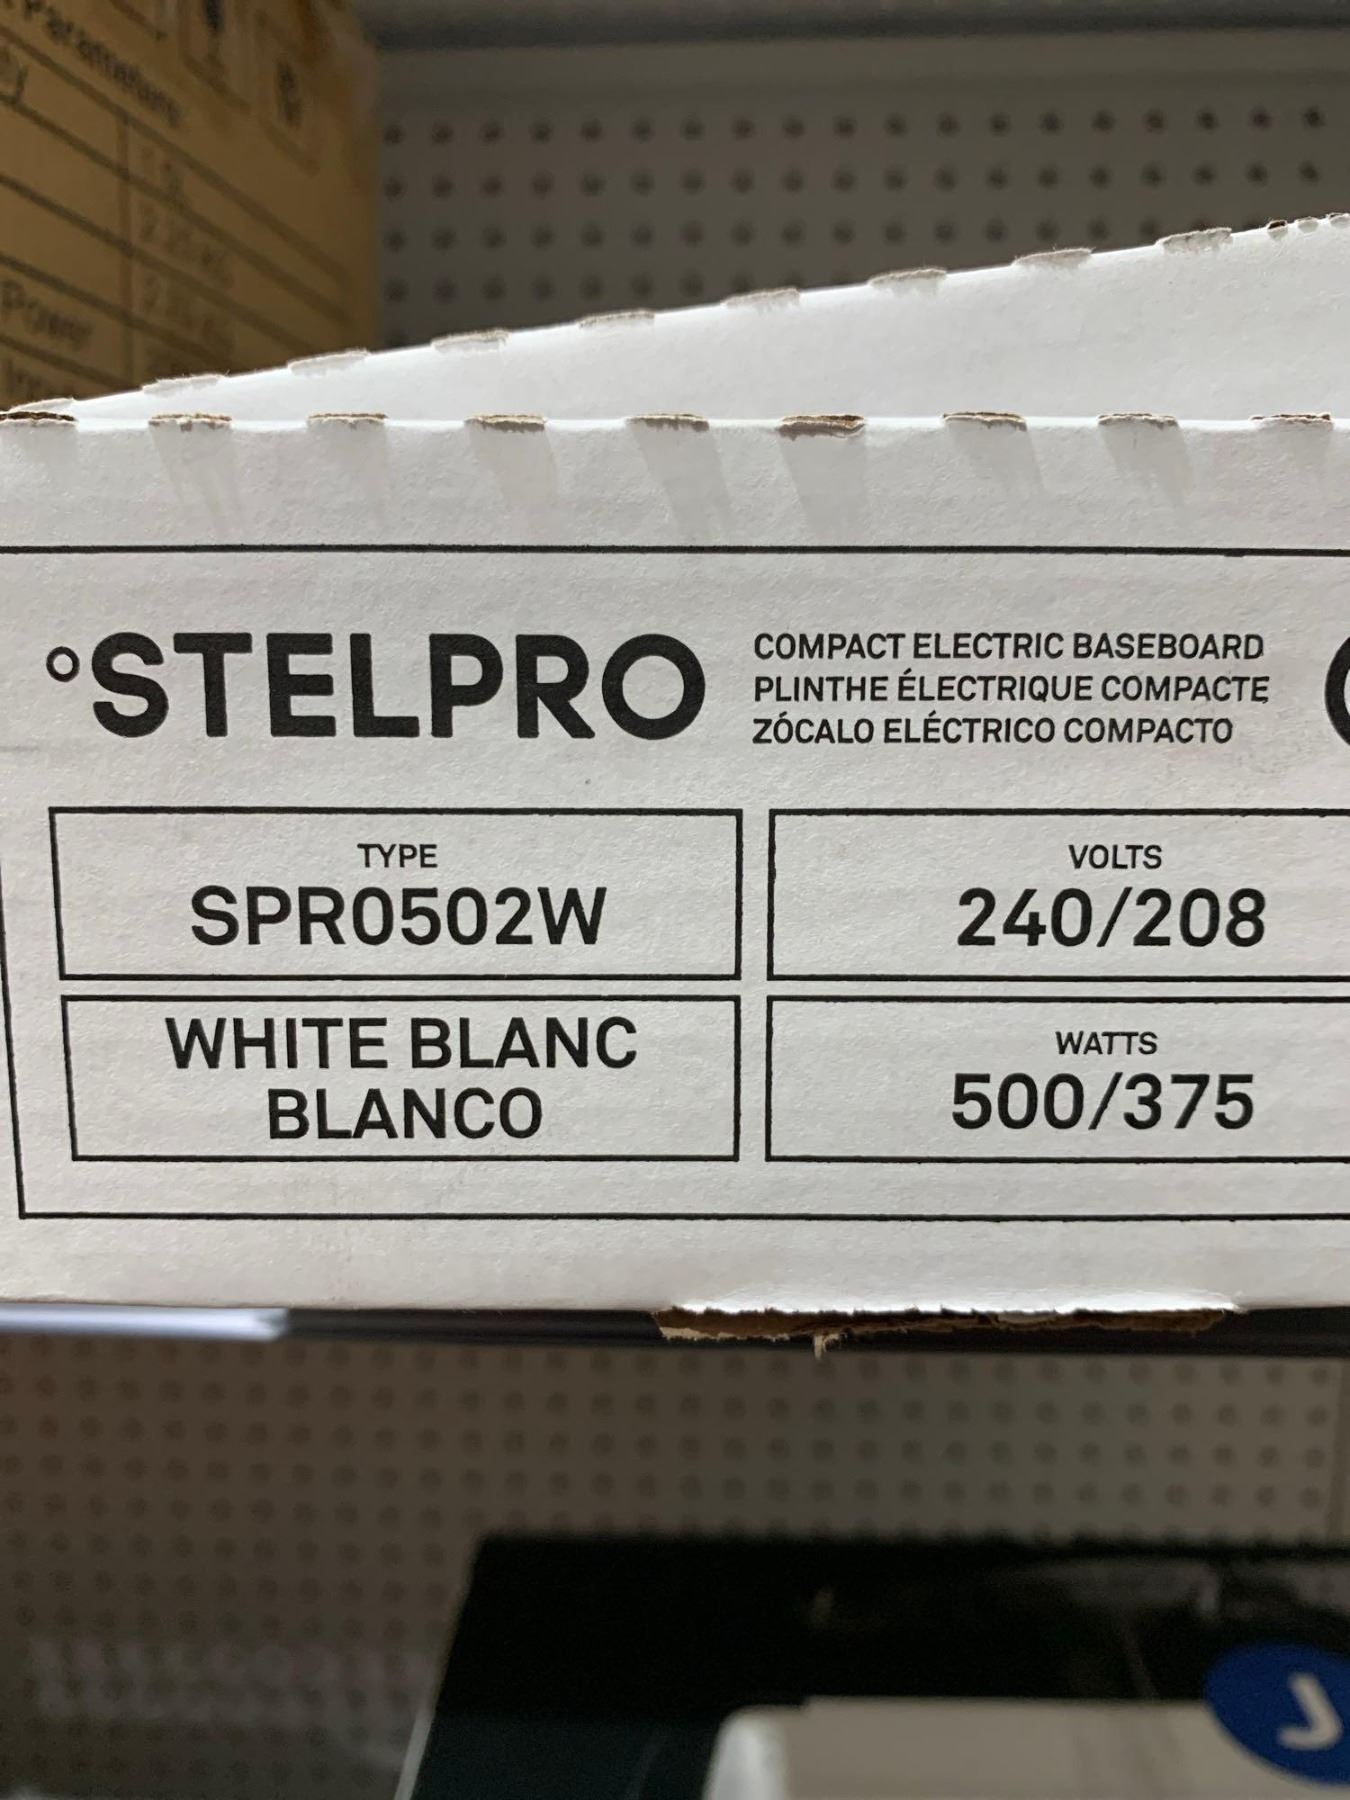 °STELPRO
COMPACT ELECTRIC BASEBOARD
PLINTHE ÉLECTRIQUE COMPACTE
ZÓCALO ELÉCTRICO COMPACTO
TYPE
SPR0502W
VOLTS
240/208
WHITE BLANC
BLANCO
WATTS
500/375
Power
J